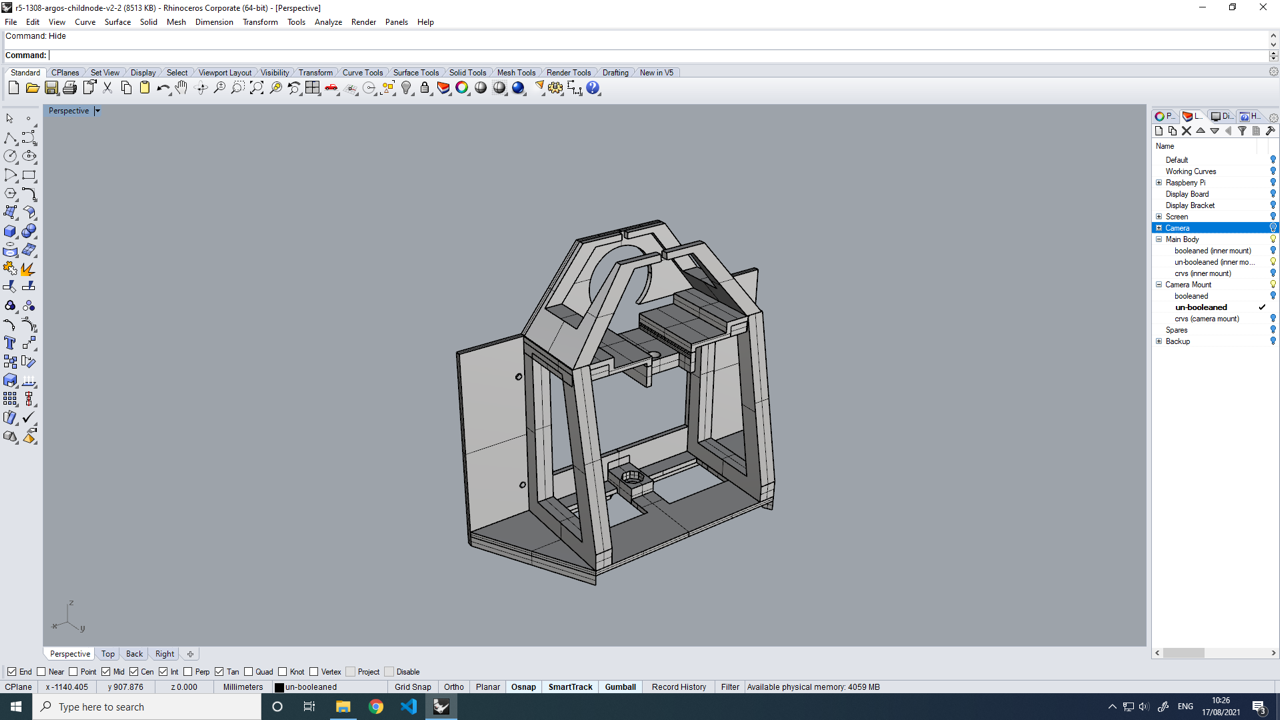 r5-1308-argos-childnode-v2-2 (8513 KB) - Rhinoceros Corporate (64-bit) - [Perspective]
File Edit View Curve Surface Solid Mesh Dimension Transform Tools Analyze Render Panels Help
Command: Hide
Command:
Standard CPlanes Set View Display Select Viewport Layout Visibility Transform Curve Tools Surface Tools Solid Tools Mesh Tools Render Tools Drafting New in V5
Perspective
P... L... Di... H...
Name
Default
Working Curves
Raspberry Pi
Display Board
Display Bracket
Screen
Camera
Main Body
booleaned (inner mount)
un-booleaned (inner mo...
crvs (inner mount)
Camera Mount
booleaned
un-booleaned
crvs (camera mount)
Spares
Backup
z
x
y
Perspective Top Back Right
End Near Point Mid Cen Int Perp Tan Quad Knot Vertex Project Disable
CPlane x -1140.405 y 907.876 z 0.000 Millimeters un-booleaned Grid Snap Ortho Planar Osnap SmartTrack Gumball Record History Filter Available physical memory: 4059 MB
Type here to search
ENG
10:26
17/08/2021
3